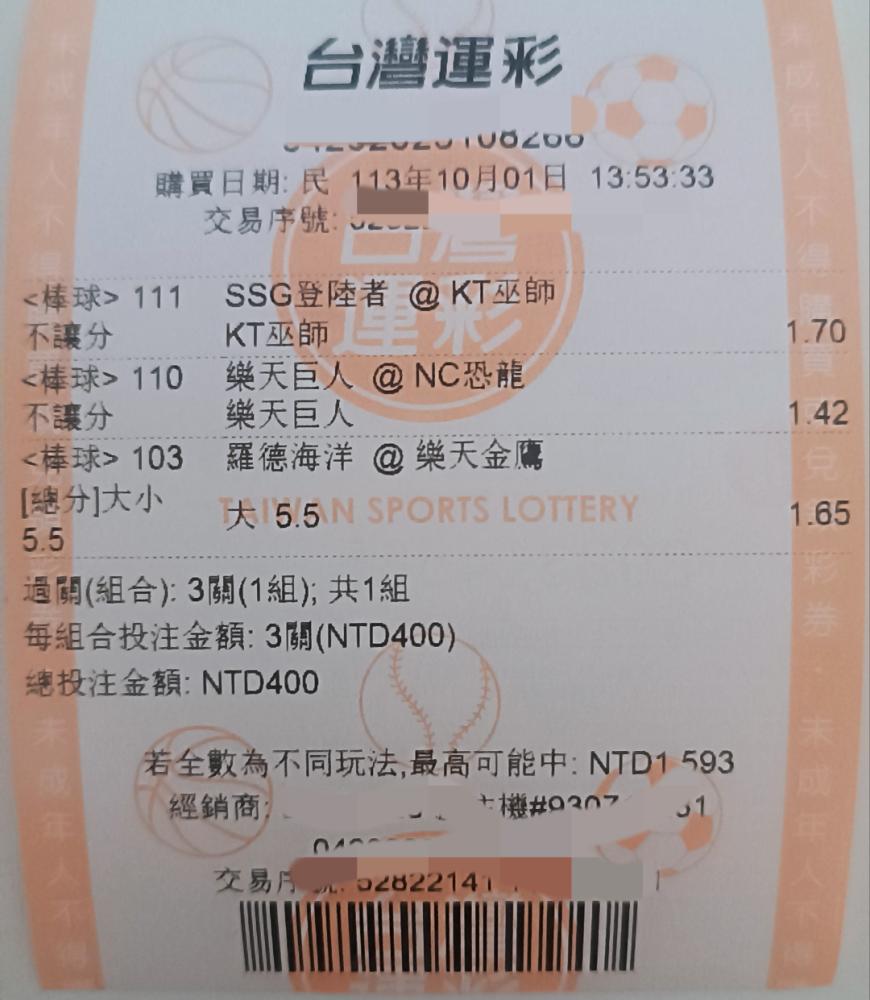 台灣運彩
購買日期: 民 113年10月01日 13:53:33
交易序號:
<棒球> 111 SSG登陸者 @ KT巫師
不讓分 KT巫師 1.70
<棒球> 110 樂天巨人 @ NC恐龍
不讓分 樂天巨人 1.42
<棒球> 103 羅德海洋 @ 樂天金鷹
[總分]大小 大 5.5 1.65
5.5
TAIWAN SPORTS LOTTERY
過關(組合): 3關(1組); 共1組
每組合投注金額: 3關(NTD400)
總投注金額: NTD400
若全數為不同玩法,最高可能中: NTD1 593
經銷商: